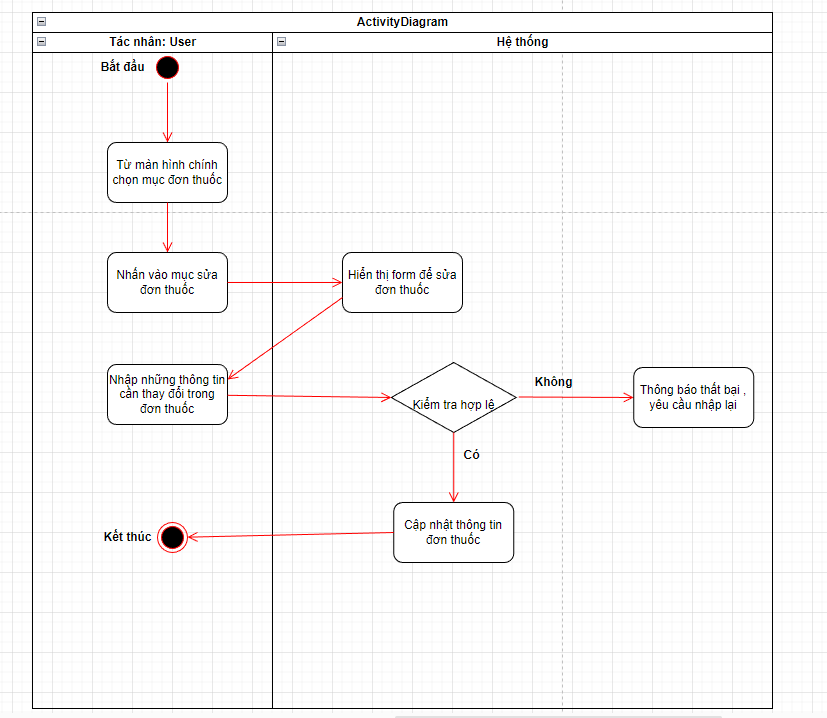 ActivityDiagram
Tác nhân: User
Hệ thống
Bắt đầu
Từ màn hình chính
chọn mục đơn thuốc
Nhấn vào mục sửa
đơn thuốc
Hiển thị form để sửa
đơn thuốc
Nhập những thông tin
cần thay đổi trong
đơn thuốc
Kiểm tra hợp lệ
Không
Thông báo thất bại ,
yêu cầu nhập lại
Có
Cập nhật thông tin
đơn thuốc
Kết thúc